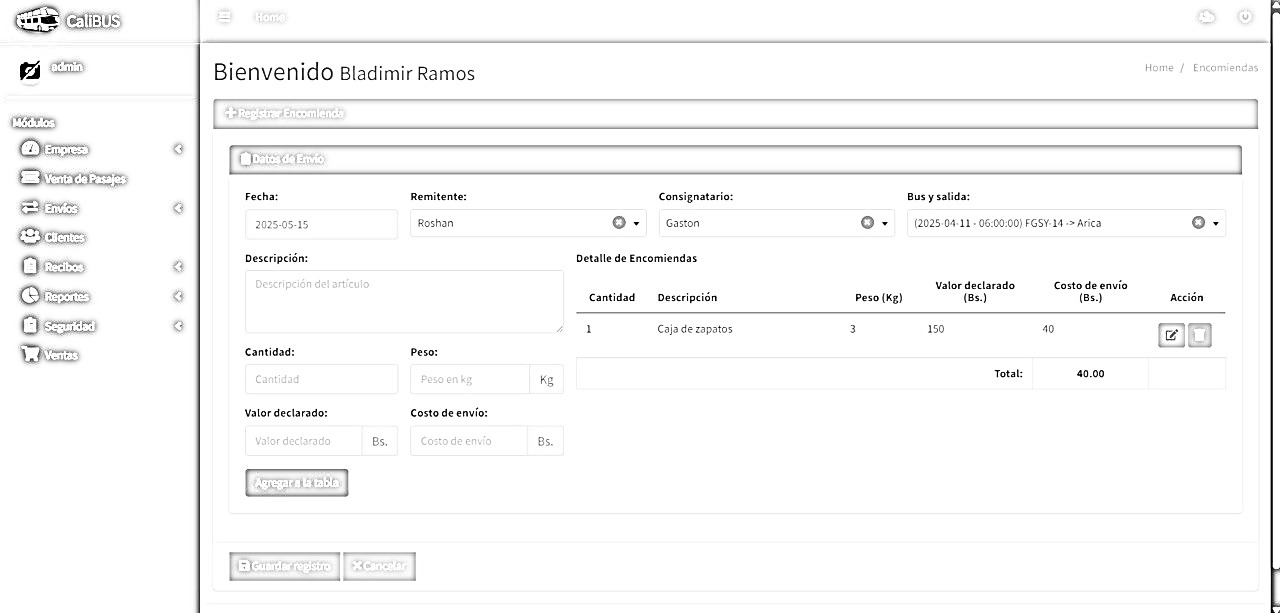 CaliBUS
Home
admin
Bienvenido Bladimir Ramos
Home / Encomiendas
Módulos
Empresa
Venta de Pasajes
Envíos
Clientes
Recibos
Reportes
Seguridad
Ventas
Registrar Encomienda
Datos de Envió
Fecha:
2025-05-15
Remitente:
Roshan
Consignatario:
Gaston
Bus y salida:
(2025-04-11 - 06:00:00) FGSY-14 -> Arica
Descripción:
Descripción del artículo
Cantidad:
Cantidad
Peso:
Peso en kg Kg
Valor declarado:
Valor declarado Bs.
Costo de envío:
Costo de envío Bs.
Agregar a la tabla
Detalle de Encomiendas
Cantidad Descripción Peso (Kg) Valor declarado (Bs.) Costo de envío (Bs.) Acción
1 Caja de zapatos 3 150 40
Total: 40.00
Guardar registro
Cancelar